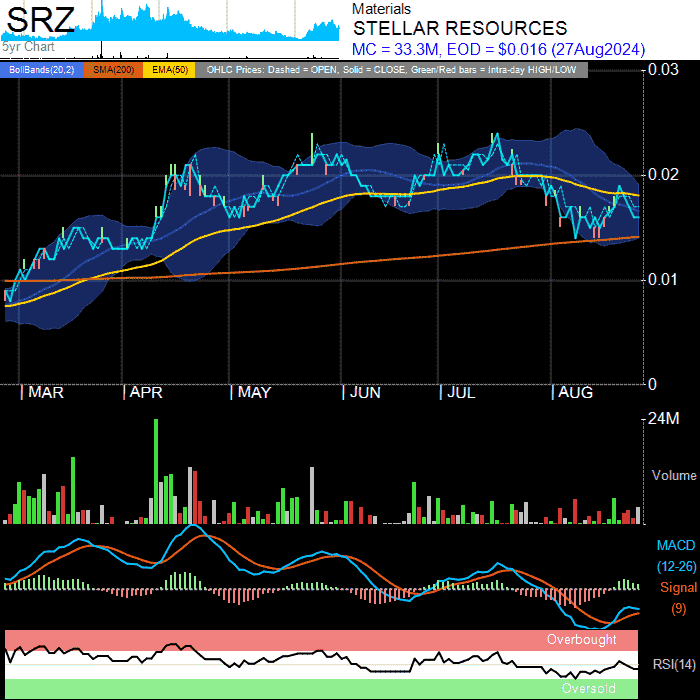 SRZ
5yr Chart
Materials
STELLAR RESOURCES
MC = 33.3M, EOD = $0.016 (27Aug2024)
BollBands(20,2) SMA(200) EMA(50) OHLC Prices: Dashed = OPEN, Solid = CLOSE, Green/Red bars = Intra-day HIGH/LOW
0.03
0.02
0.01
0
| MAR | APR | MAY | JUN | JUL | AUG
24M
Volume
MACD
(12-26)
Signal
(9)
Overbought
RSI(14)
Oversold